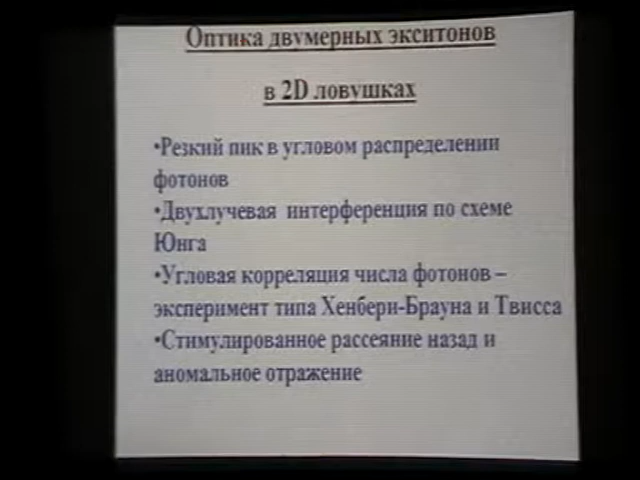 Оптика двумерных экситонов
в 2D ловушках
•Резкий пик в угловом распределении
фотонов
•Двухлучевая интерференция по схеме
Юнга
•Угловая корреляция числа фотонов –
эксперимент типа Хенбери-Брауна и Твисса
•Стимулированное рассеяние назад и
аномальное отражение